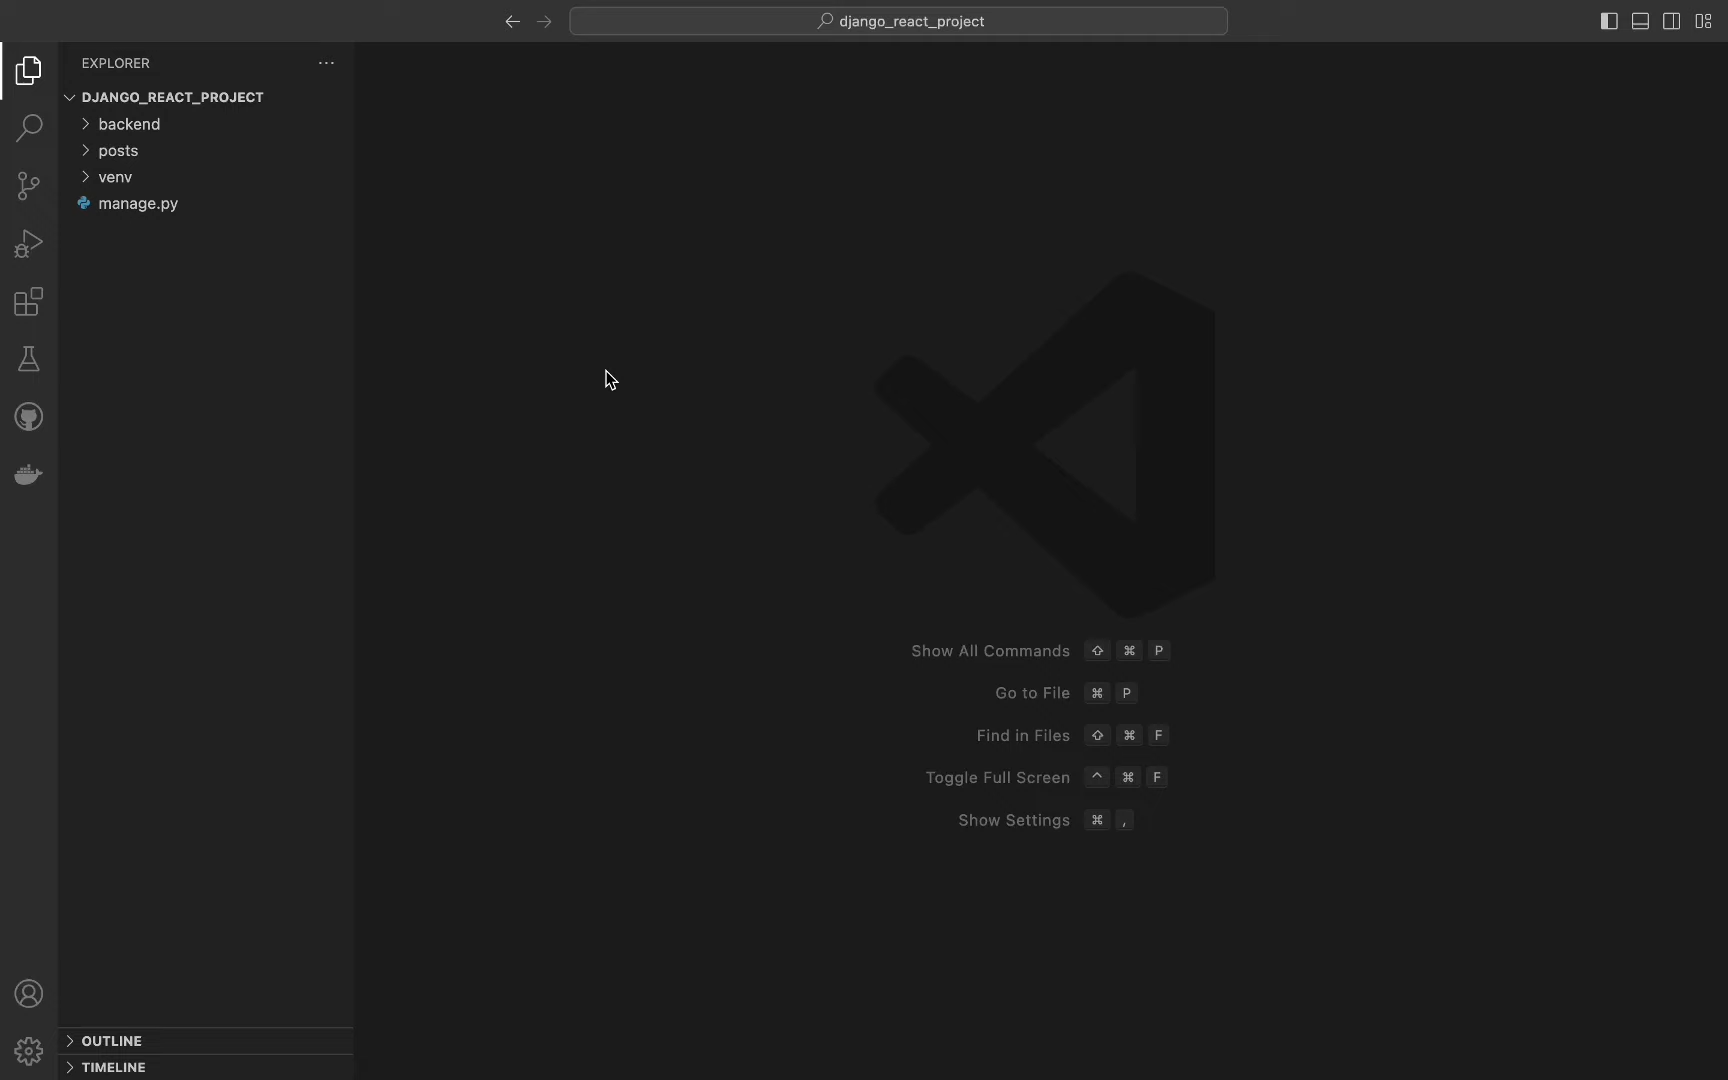 django_react_project
EXPLORER
DJANGO_REACT_PROJECT
backend
posts
venv
manage.py
Show All Commands ⇧ ⌘ P
Go to File ⌘ P
Find in Files ⇧ ⌘ F
Toggle Full Screen ^ ⌘ F
Show Settings ⌘ ,
OUTLINE
TIMELINE